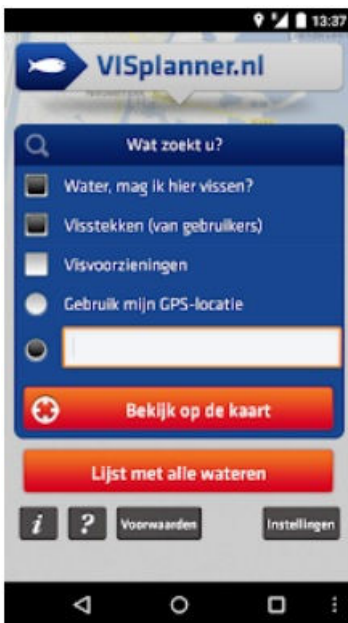 13:37
VISplanner.nl
Wat zoekt u?
Water, mag ik hier vissen?
Visstekken (van gebruikers)
Visvoorzieningen
Gebruik mijn GPS-locatie
Bekijk op de kaart
Lijst met alle wateren
i ? Voorwaarden Instellingen